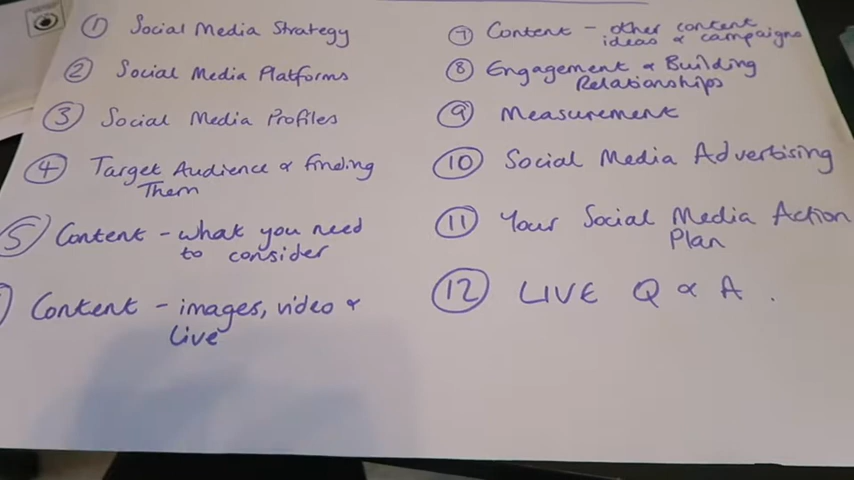 1 Social Media Strategy
2 Social Media Platforms
3 Social Media Profiles
4 Target Audience & finding
Them
5 Content - what you need
to consider
Content - images, video &
Live
7 Content - other content
ideas & campaigns
8 Engagement & Building
Relationships
9 Measurement
10 Social Media Advertising
11 Your Social Media Action
Plan
12 LIVE Q & A .